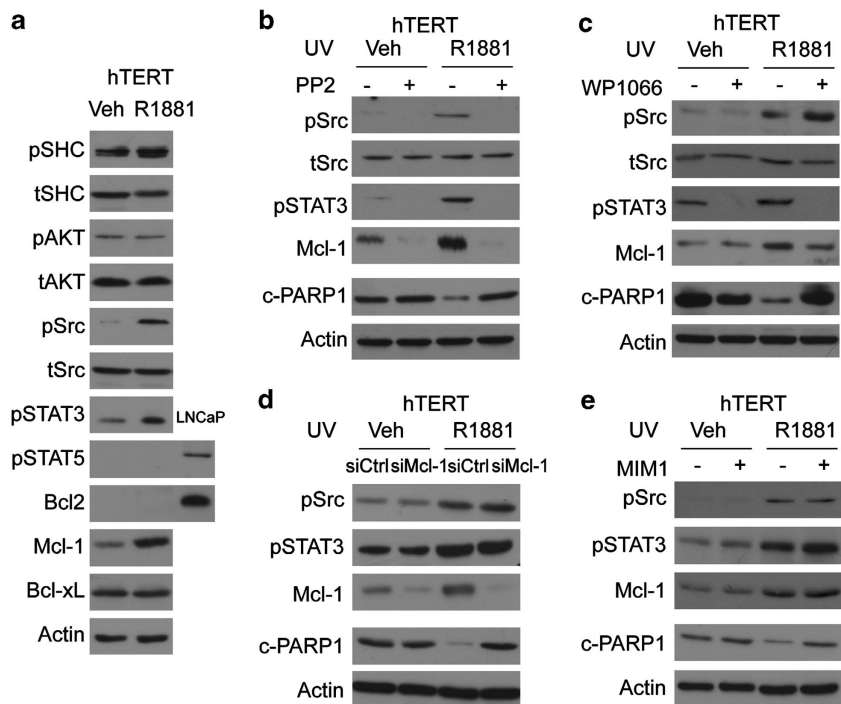 a
hTERT
Veh R1881
pSHC
tSHC
pAKT
tAKT
pSrc
tSrc
pSTAT3
LNCaP
pSTAT5
Bcl2
Mcl-1
Bcl-xL
Actin
b
hTERT
UV Veh R1881
PP2 - + - +
pSrc
tSrc
pSTAT3
Mcl-1
c-PARP1
Actin
c
hTERT
UV Veh R1881
WP1066 - + - +
pSrc
tSrc
pSTAT3
Mcl-1
c-PARP1
Actin
d
hTERT
UV Veh R1881
siCtrl siMcl-1 siCtrl siMcl-1
pSrc
pSTAT3
Mcl-1
c-PARP1
Actin
e
hTERT
UV Veh R1881
MIM1 - + - +
pSrc
pSTAT3
Mcl-1
c-PARP1
Actin